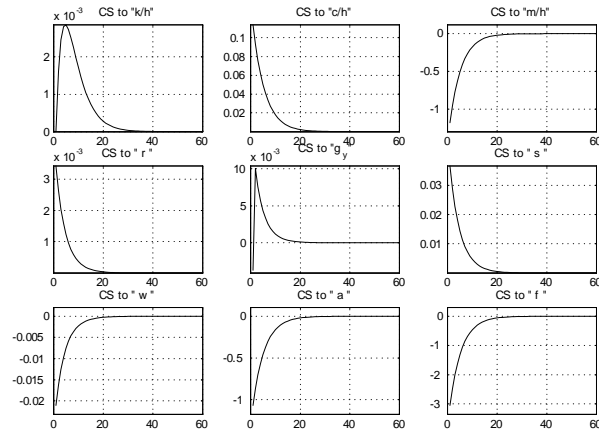 CS to "k/h"
CS to "c/h"
CS to "m/h"
x 10^-3
2
1
0
0 20 40 60
0.1
0.08
0.06
0.04
0.02
0 20 40 60
0
-0.5
-1
0 20 40 60
CS to " r "
CS to "g_y
CS to " s "
x 10^-3
3
2
1
0 20 40 60
x 10^-3
10
5
0
0 20 40 60
0.03
0.02
0.01
0 20 40 60
CS to " w "
CS to " a "
CS to " f "
0
-0.005
-0.01
-0.015
-0.02
0 20 40 60
0
-0.5
-1
0 20 40 60
0
-1
-2
-3
0 20 40 60